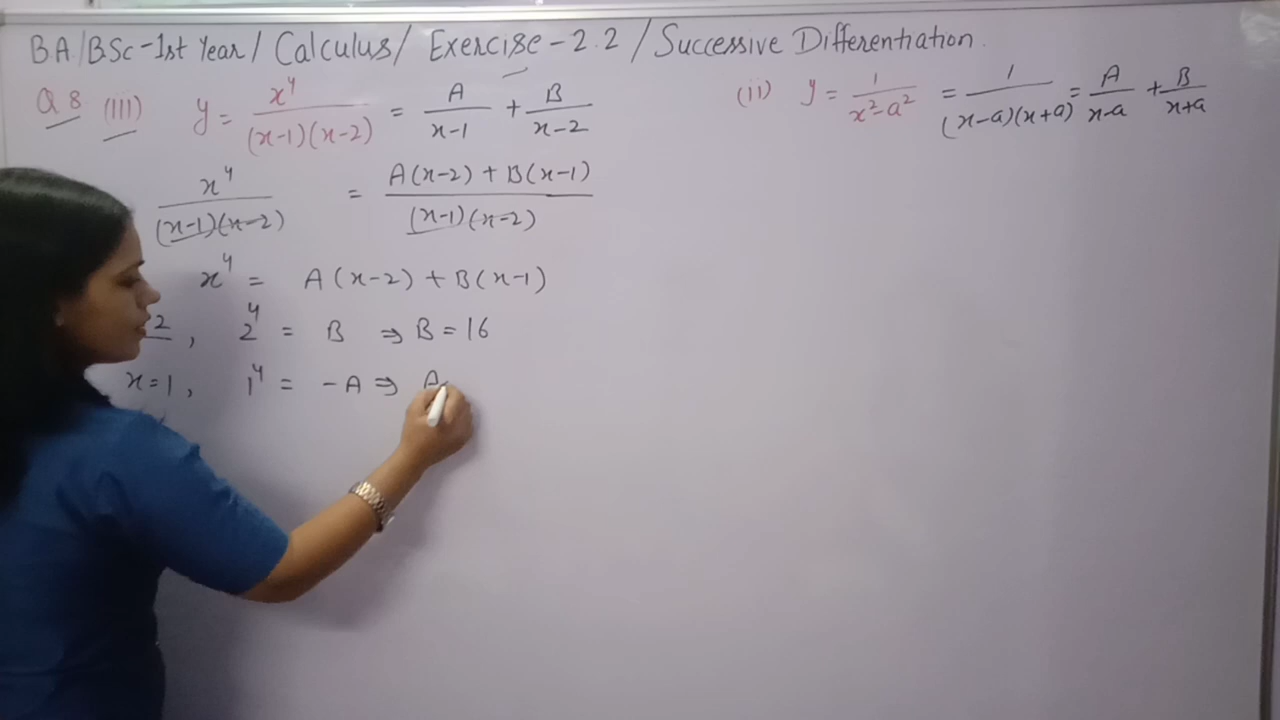 BA/BSc-1st Year/ Calculus/ Exercise-2.2/ Successive Differentiation.
Q 8 (III) y = x⁴/((x-1)(x-2)) = A/(x-1) + B/(x-2)
x⁴/((x-1)(x-2)) = (A(x-2) + B(x-1))/((x-1)(x-2))
x⁴ = A(x-2) + B(x-1)
2, 2⁴ = B ⇒ B = 16
x=1, 1⁴ = -A ⇒ A
(ii) y = 1/(x²-a²) = 1/((x-a)(x+a)) = A/(x-a) + B/(x+a)